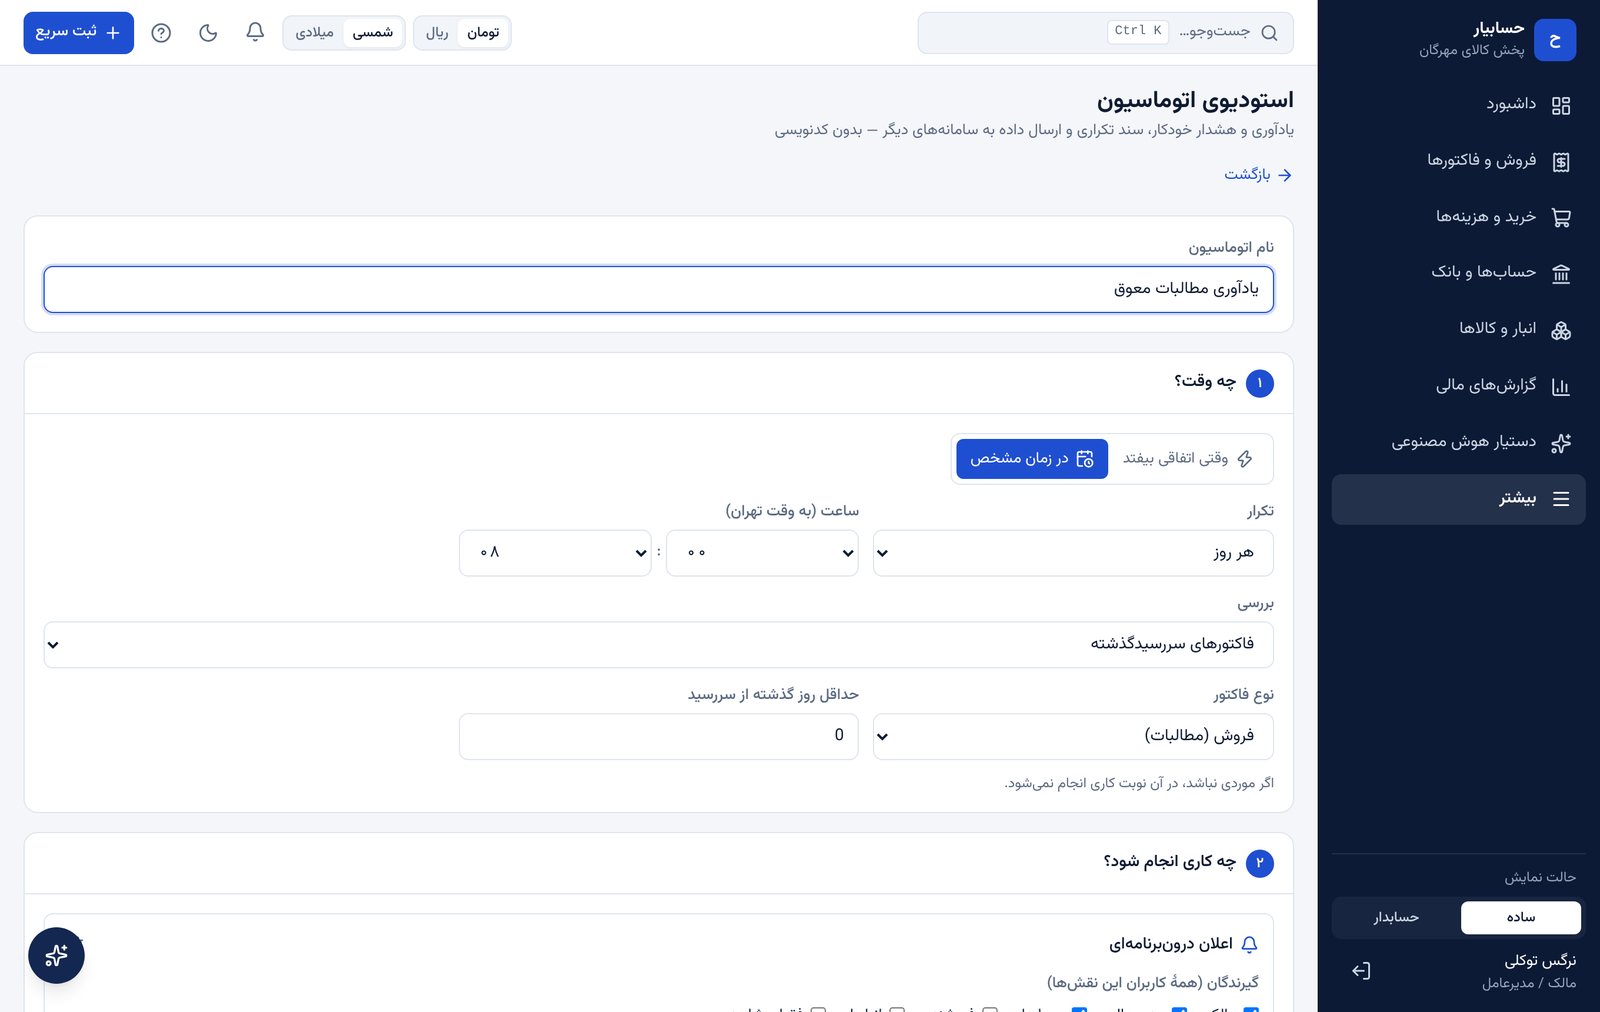 حسابیار
پخش کالای مهرگان
داشبورد
فروش و فاکتورها
خرید و هزینه‌ها
حساب‌ها و بانک
انبار و کالاها
گزارش‌های مالی
دستیار هوش مصنوعی
بیشتر
حالت نمایش
ساده
حسابدار
نرگس توکلی
مالک / مدیرعامل
جست‌وجو…
Ctrl K
تومان
ریال
شمسی
میلادی
ثبت سریع
استودیوی اتوماسیون
یادآوری و هشدار خودکار، سند تکراری و ارسال داده به سامانه‌های دیگر — بدون کدنویسی
بازگشت
نام اتوماسیون
یادآوری مطالبات معوق
۱
چه وقت؟
وقتی اتفاقی بیفتد
در زمان مشخص
تکرار
ساعت (به وقت تهران)
هر روز
۰۰
:
۰۸
بررسی
فاکتورهای سررسیدگذشته
نوع فاکتور
حداقل روز گذشته از سررسید
فروش (مطالبات)
0
اگر موردی نباشد، در آن نوبت کاری انجام نمی‌شود.
۲
چه کاری انجام شود؟
اعلان درون‌برنامه‌ای
گیرندگان (همهٔ کاربران این نقش‌ها)